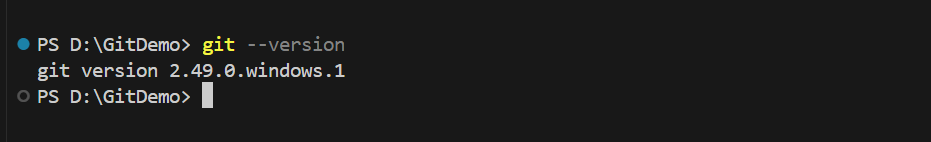 PS D:\GitDemo> git --version
git version 2.49.0.windows.1
PS D:\GitDemo>